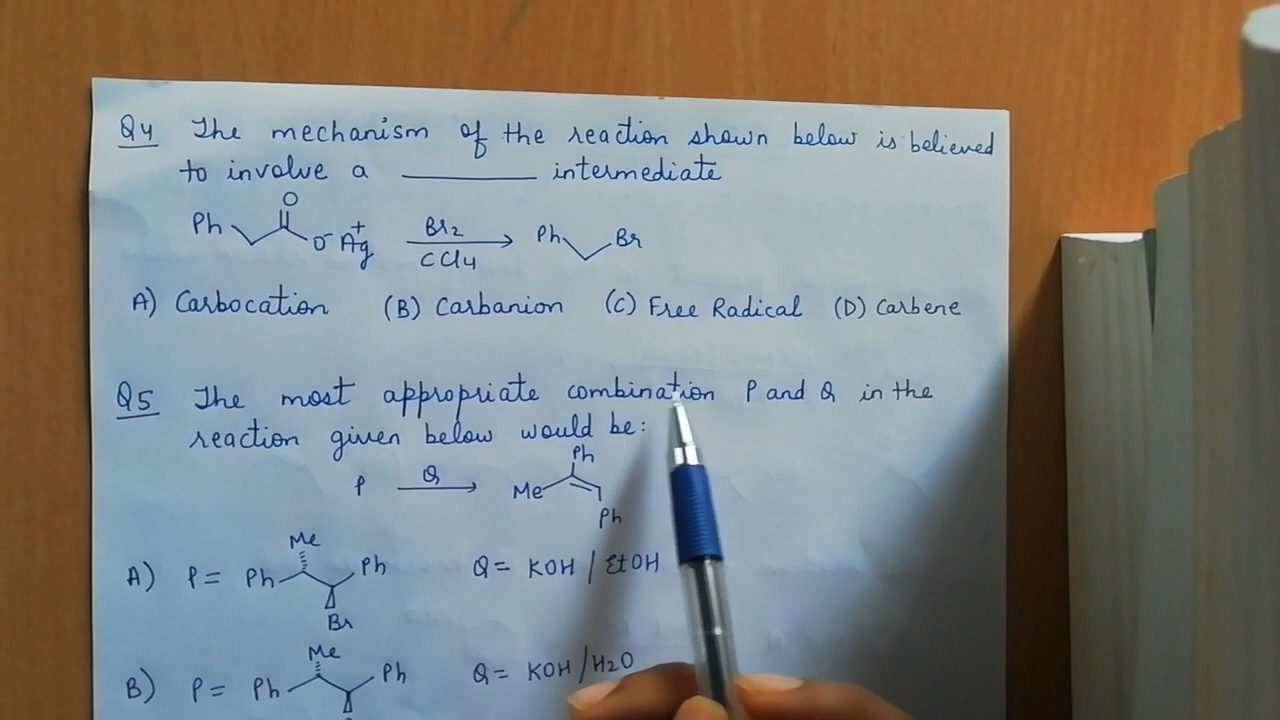 Q4 The mechanism of the reaction shown below is believed
to involve a ________ intermediate
O
Ph O⁻ Ag⁺ Br2 Ph Br
CCl4
A) Carbocation (B) Carbanion (C) Free Radical (D) Carbene
Q5 The most appropriate combination P and Q in the
reaction given below would be:
Ph
P Q Me
Ph
Me
A) P= Ph Ph Q= KOH / EtOH
Br
Me
B) P= Ph Ph Q= KOH / H2O